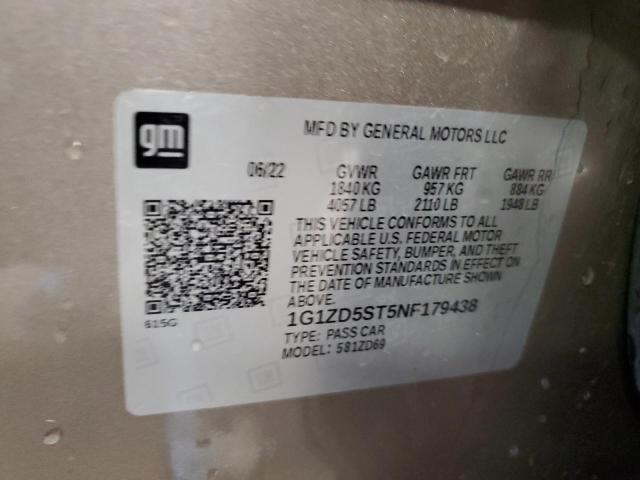 gm
MFD BY GENERAL MOTORS LLC
06/22 GVWR GAWR FRT GAWR RR
1840 KG 957 KG 884 KG
4057 LB 2110 LB 1948 LB
THIS VEHICLE CONFORMS TO ALL
APPLICABLE U.S. FEDERAL MOTOR
VEHICLE SAFETY, BUMPER, AND THEFT
PREVENTION STANDARDS IN EFFECT ON
THE DATE OF MANUFACTURE SHOWN
ABOVE.
615G
1G1ZD5ST5NF179438
TYPE: PASS CAR
MODEL: 581ZD69